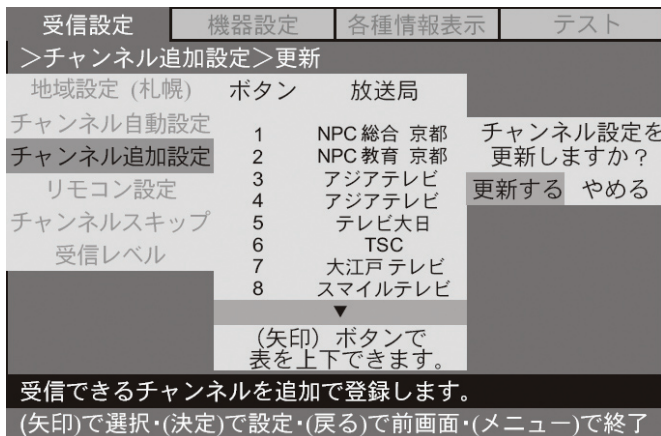 受信設定 機器設定 各種情報表示 テスト
>チャンネル追加設定>更新
地域設定 (札幌)
チャンネル自動設定
チャンネル追加設定
リモコン設定
チャンネルスキップ
受信レベル
ボタン 放送局
1 NPC総合 京都
2 NPC教育 京都
3 アジアテレビ
4 アジアテレビ
5 テレビ大日
6 TSC
7 大江戸テレビ
8 スマイルテレビ
▼
(矢印) ボタンで
表を上下できます。
チャンネル設定を
更新しますか?
更新する やめる
受信できるチャンネルを追加で登録します。
(矢印)で選択・(決定)で設定・(戻る)で前画面・(メニュー)で終了